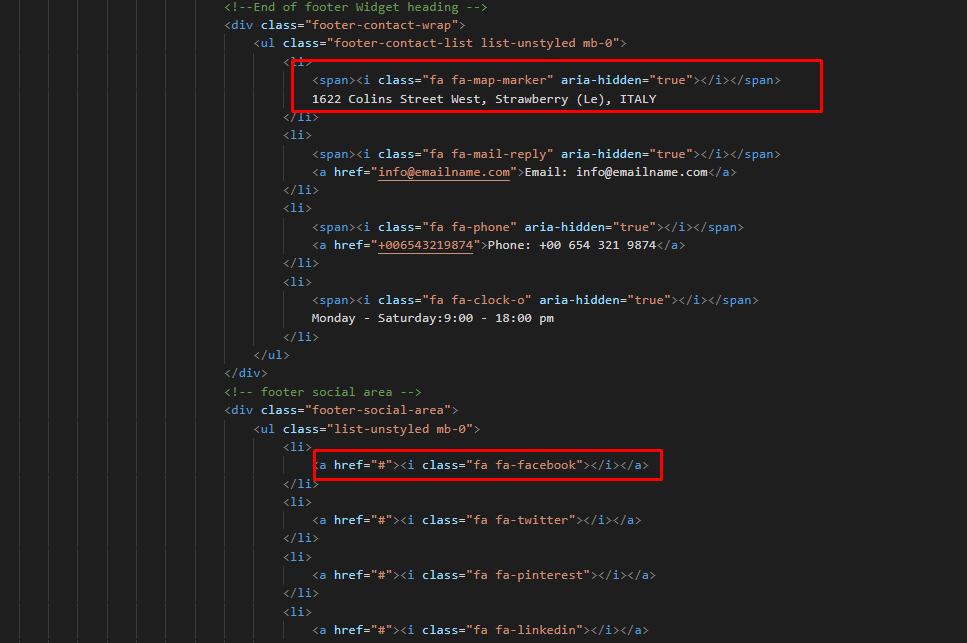 <!--End of footer Widget heading -->
<div class="footer-contact-wrap">
<ul class="footer-contact-list list-unstyled mb-0">
<li>
<span><i class="fa fa-map-marker" aria-hidden="true"></i></span>
1622 Colins Street West, Strawberry (Le), ITALY
</li>
<li>
<span><i class="fa fa-mail-reply" aria-hidden="true"></i></span>
<a href="info@emailname.com">Email: info@emailname.com</a>
</li>
<li>
<span><i class="fa fa-phone" aria-hidden="true"></i></span>
<a href="+006543219874">Phone: +00 654 321 9874</a>
</li>
<li>
<span><i class="fa fa-clock-o" aria-hidden="true"></i></span>
Monday - Saturday:9:00 - 18:00 pm
</li>
</ul>
</div>
<!-- footer social area -->
<div class="footer-social-area">
<ul class="list-unstyled mb-0">
<li>
<a href="#"><i class="fa fa-facebook"></i></a>
</li>
<li>
<a href="#"><i class="fa fa-twitter"></i></a>
</li>
<li>
<a href="#"><i class="fa fa-pinterest"></i></a>
</li>
<li>
<a href="#"><i class="fa fa-linkedin"></i></a>